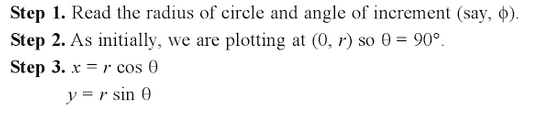 Step 1. Read the radius of circle and angle of increment (say, ϕ).
Step 2. As initially, we are plotting at (0, r) so θ = 90°.
Step 3. x = r cos θ
y = r sin θ